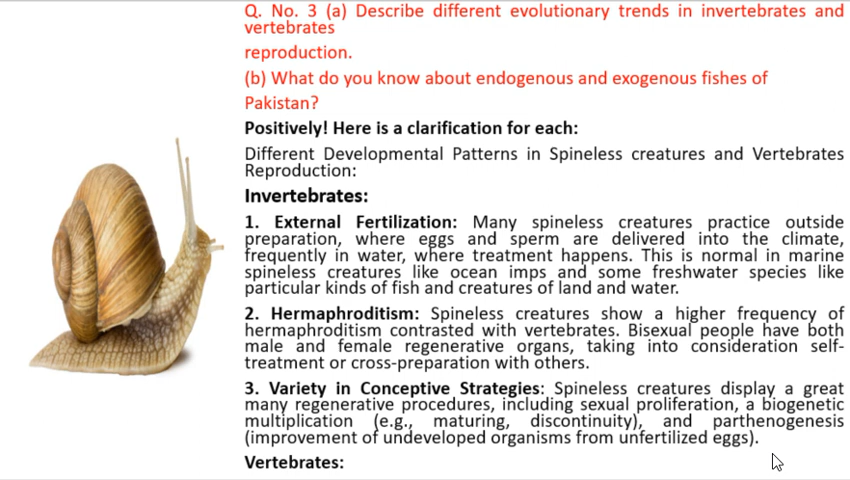 Q. No. 3 (a) Describe different evolutionary trends in invertebrates and
vertebrates
reproduction.
(b) What do you know about endogenous and exogenous fishes of
Pakistan?
Positively! Here is a clarification for each:
Different Developmental Patterns in Spineless creatures and Vertebrates
Reproduction:
Invertebrates:
1. External Fertilization: Many spineless creatures practice outside
preparation, where eggs and sperm are delivered into the climate,
frequently in water, where treatment happens. This is normal in marine
spineless creatures like ocean imps and some freshwater species like
particular kinds of fish and creatures of land and water.
2. Hermaphroditism: Spineless creatures show a higher frequency of
hermaphroditism contrasted with vertebrates. Bisexual people have both
male and female regenerative organs, taking into consideration self-
treatment or cross-preparation with others.
3. Variety in Conceptive Strategies: Spineless creatures display a great
many regenerative procedures, including sexual proliferation, a biogenetic
multiplication (e.g., maturing, discontinuity), and parthenogenesis
(improvement of undeveloped organisms from unfertilized eggs).
Vertebrates: